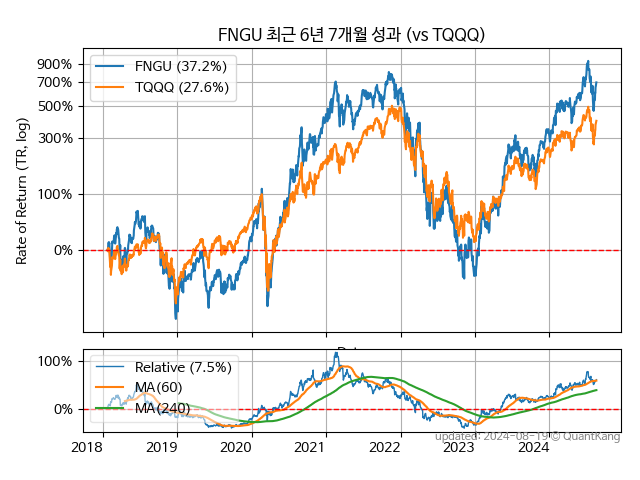 FNGU 최근 6년 7개월 성과 (vs TQQQ)
900%
700%
500%
300%
100%
0%
Rate of Return (TR, log)
FNGU (37.2%)
TQQQ (27.6%)
100%
0%
Relative (7.5%)
MA(60)
MA(240)
2018 2019 2020 2021 2022 2023 2024
updated: 2024-08-19 © QuantKang